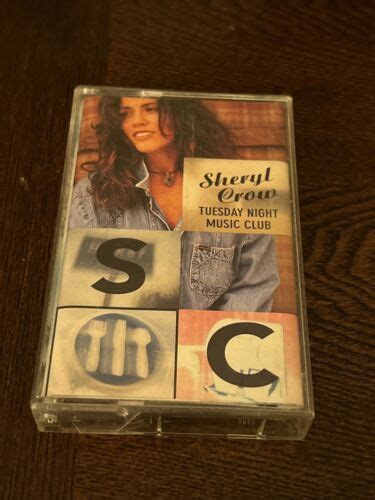 Sheryl
Crow
TUESDAY NIGHT
MUSIC CLUB
S
C